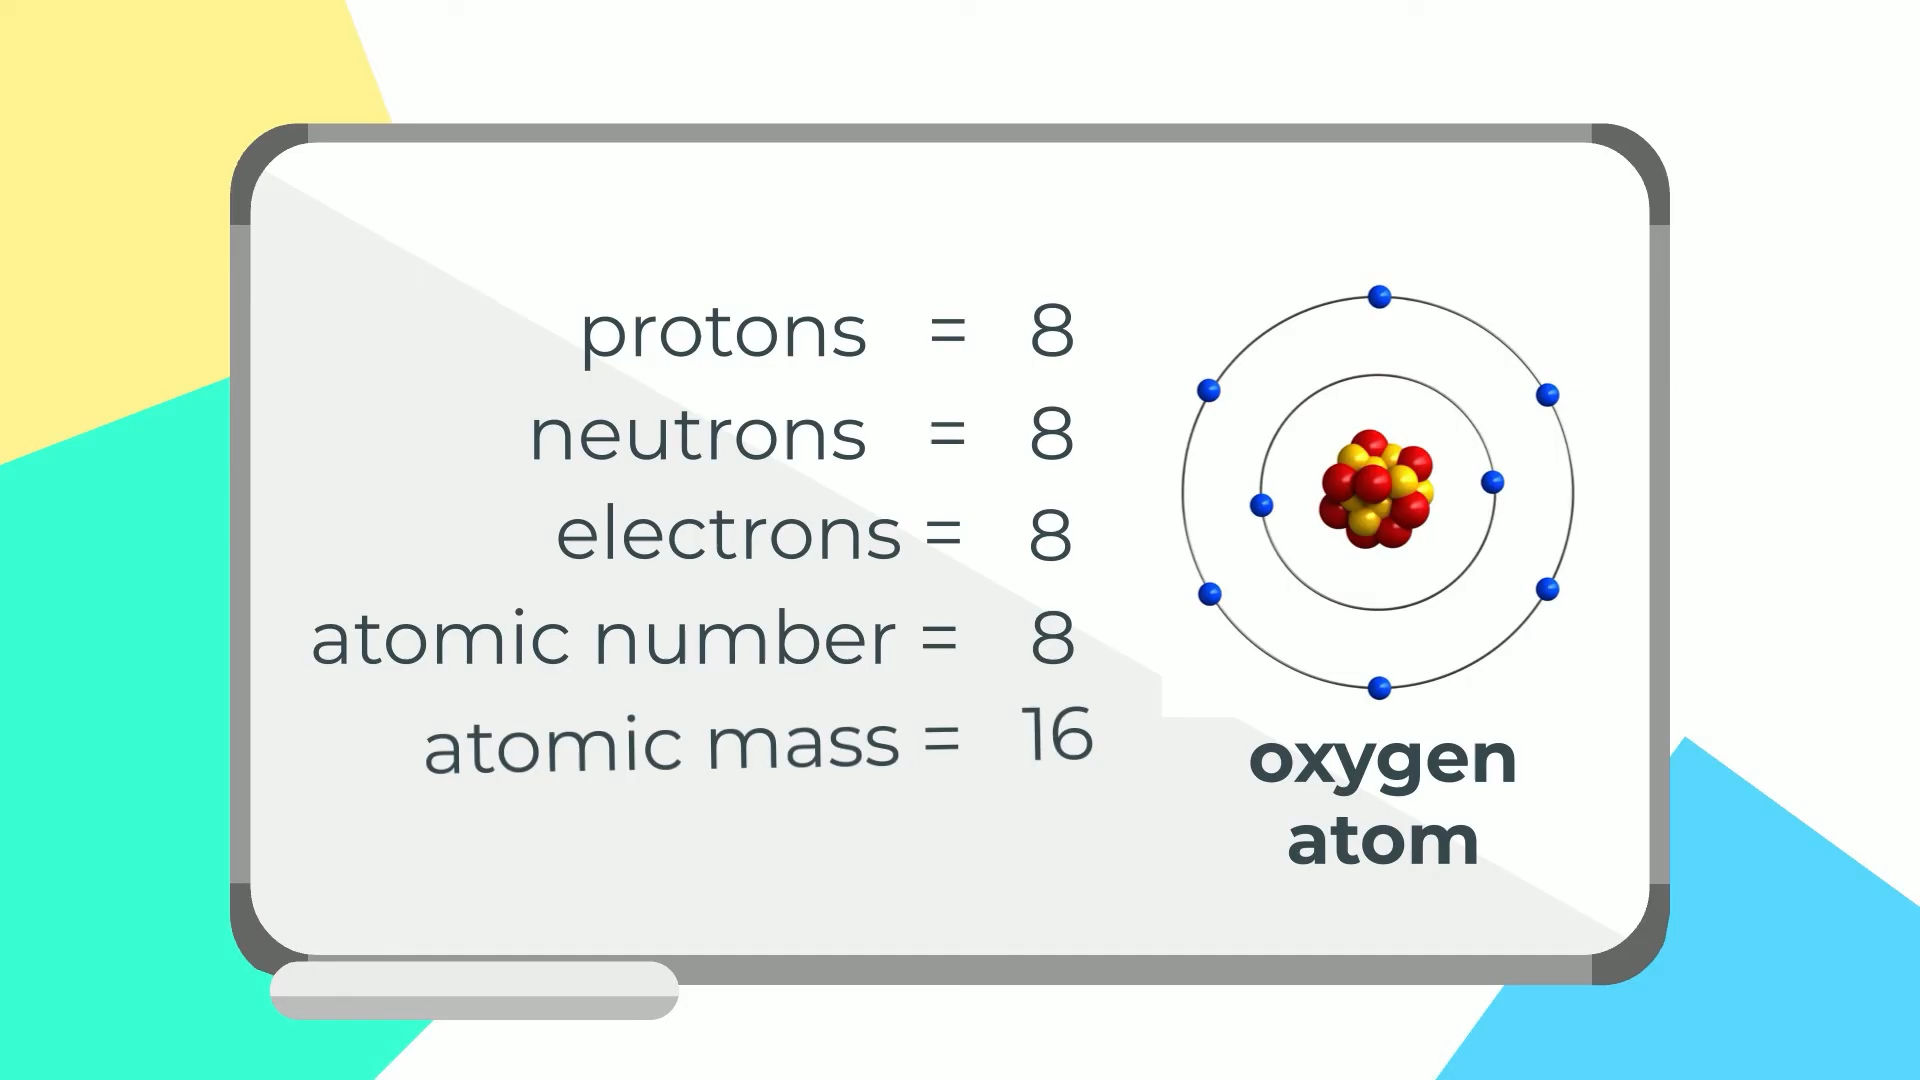 protons = 8
neutrons = 8
electrons = 8
atomic number = 8
atomic mass = 16
oxygen
atom